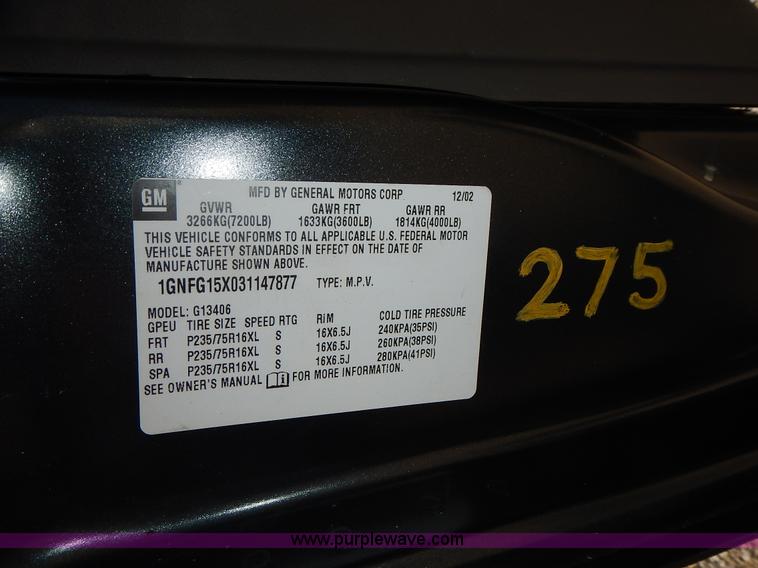 GM
MFD BY GENERAL MOTORS CORP 12/02
GVWR GAWR FRT GAWR RR
3266KG(7200LB) 1633KG(3600LB) 1814KG(4000LB)
THIS VEHICLE CONFORMS TO ALL APPLICABLE U.S. FEDERAL MOTOR
VEHICLE SAFETY STANDARDS IN EFFECT ON THE DATE OF
MANUFACTURE SHOWN ABOVE.
1GNFG15X031147877 TYPE: M.P.V.
MODEL: G13406
GPEU TIRE SIZE SPEED RTG RIM COLD TIRE PRESSURE
FRT P235/75R16XL S 16X6.5J 240KPA(35PSI)
RR P235/75R16XL S 16X6.5J 260KPA(38PSI)
SPA P235/75R16XL S 16X6.5J 280KPA(41PSI)
SEE OWNER'S MANUAL FOR MORE INFORMATION.
275
www.purplewave.com